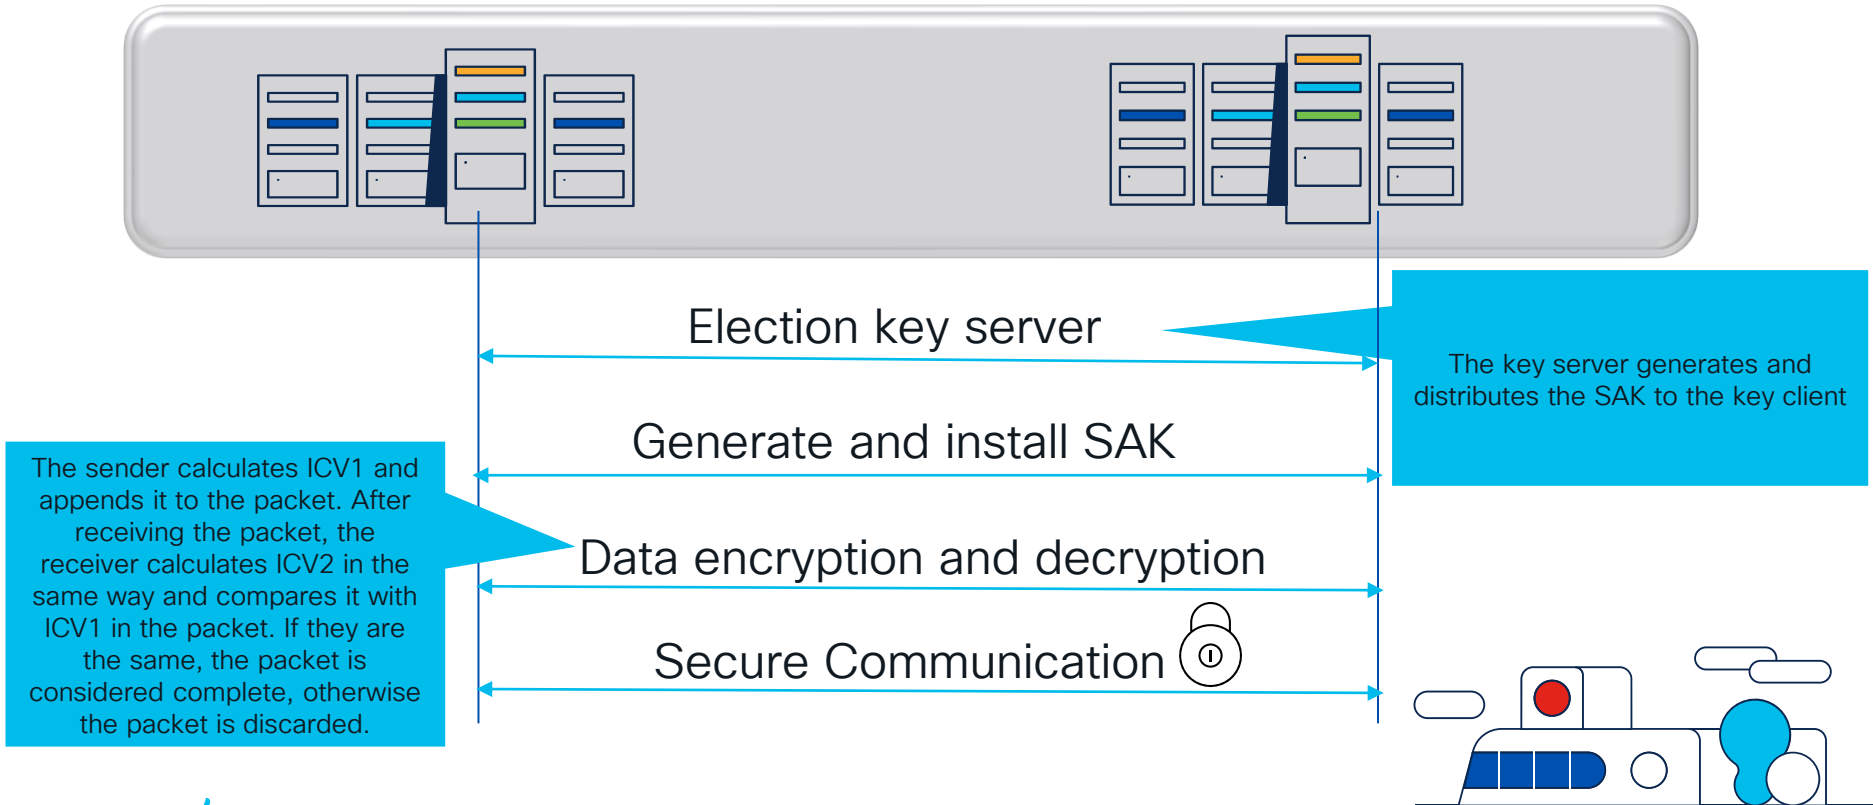 Election key server
The key server generates and
distributes the SAK to the key client
Generate and install SAK
The sender calculates ICV1 and
appends it to the packet. After
receiving the packet, the
receiver calculates ICV2 in the
same way and compares it with
ICV1 in the packet. If they are
the same, the packet is
considered complete, otherwise
the packet is discarded.
Data encryption and decryption
Secure Communication